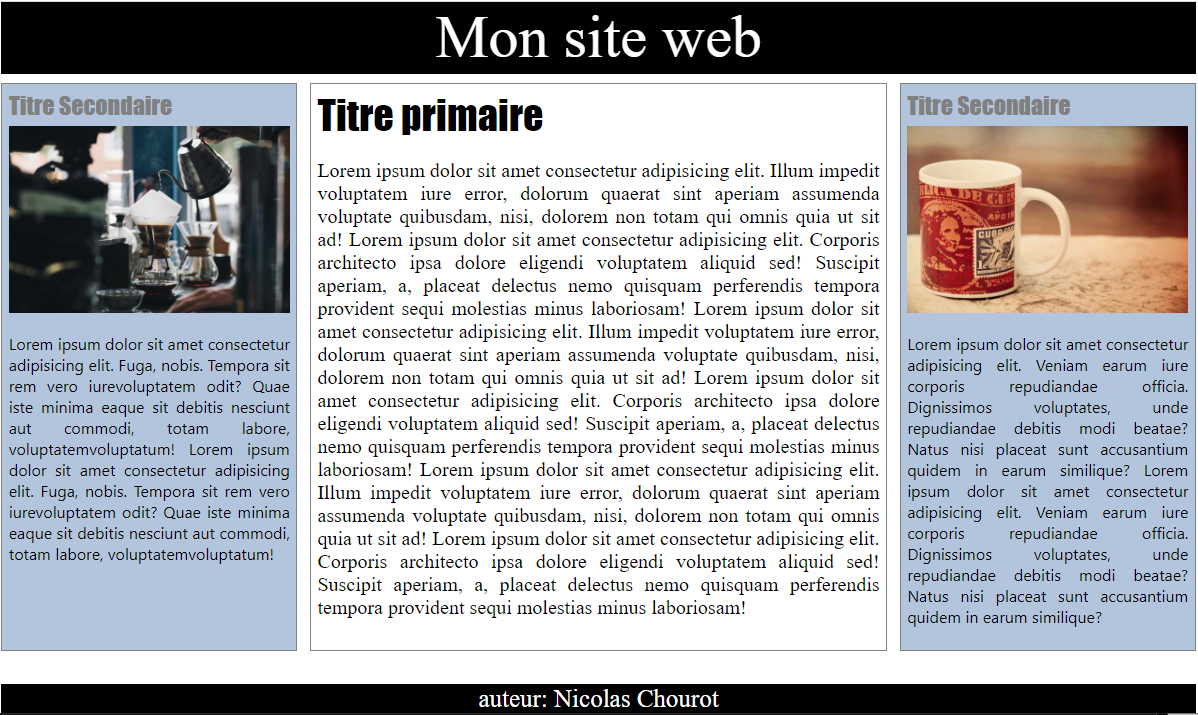 Mon site web
Titre Secondaire
Lorem ipsum dolor sit amet consectetur
adipisicing elit. Fuga, nobis. Tempora sit
rem vero iurevoluptatem odit? Quae
iste minima eaque sit debitis nesciunt
aut commodi, totam labore,
voluptatemvoluptatum! Lorem ipsum
dolor sit amet consectetur adipisicing
elit. Fuga, nobis. Tempora sit rem vero
iurevoluptatem odit? Quae iste minima
eaque sit debitis nesciunt aut commodi,
totam labore, voluptatemvoluptatum!
Titre primaire
Lorem ipsum dolor sit amet consectetur adipisicing elit. Illum impedit
voluptatem iure error, dolorum quaerat sint aperiam assumenda
voluptate quibusdam, nisi, dolorem non totam qui omnis quia ut sit
ad! Lorem ipsum dolor sit amet consectetur adipisicing elit. Corporis
architecto ipsa dolore eligendi voluptatem aliquid sed! Suscipit
aperiam, a, placeat delectus nemo quisquam perferendis tempora
provident sequi molestias minus laboriosam! Lorem ipsum dolor sit
amet consectetur adipisicing elit. Illum impedit voluptatem iure error,
dolorum quaerat sint aperiam assumenda voluptate quibusdam, nisi,
dolorem non totam qui omnis quia ut sit ad! Lorem ipsum dolor sit
amet consectetur adipisicing elit. Corporis architecto ipsa dolore
eligendi voluptatem aliquid sed! Suscipit aperiam, a, placeat delectus
nemo quisquam perferendis tempora provident sequi molestias minus
laboriosam! Lorem ipsum dolor sit amet consectetur adipisicing elit.
Illum impedit voluptatem iure error, dolorum quaerat sint aperiam
assumenda voluptate quibusdam, nisi, dolorem non totam qui omnis
quia ut sit ad! Lorem ipsum dolor sit amet consectetur adipisicing elit.
Corporis architecto ipsa dolore eligendi voluptatem aliquid sed!
Suscipit aperiam, a, placeat delectus nemo quisquam perferendis
tempora provident sequi molestias minus laboriosam!
Titre Secondaire
Lorem ipsum dolor sit amet consectetur
adipisicing elit. Veniam earum iure
corporis repudiandae officia.
Dignissimos voluptates, unde
repudiandae debitis modi beatae?
Natus nisi placeat sunt accusantium
quidem in earum similique? Lorem
ipsum dolor sit amet consectetur
adipisicing elit. Veniam earum iure
corporis repudiandae officia.
Dignissimos voluptates, unde
repudiandae debitis modi beatae?
Natus nisi placeat sunt accusantium
quidem in earum similique?
auteur: Nicolas Chourot